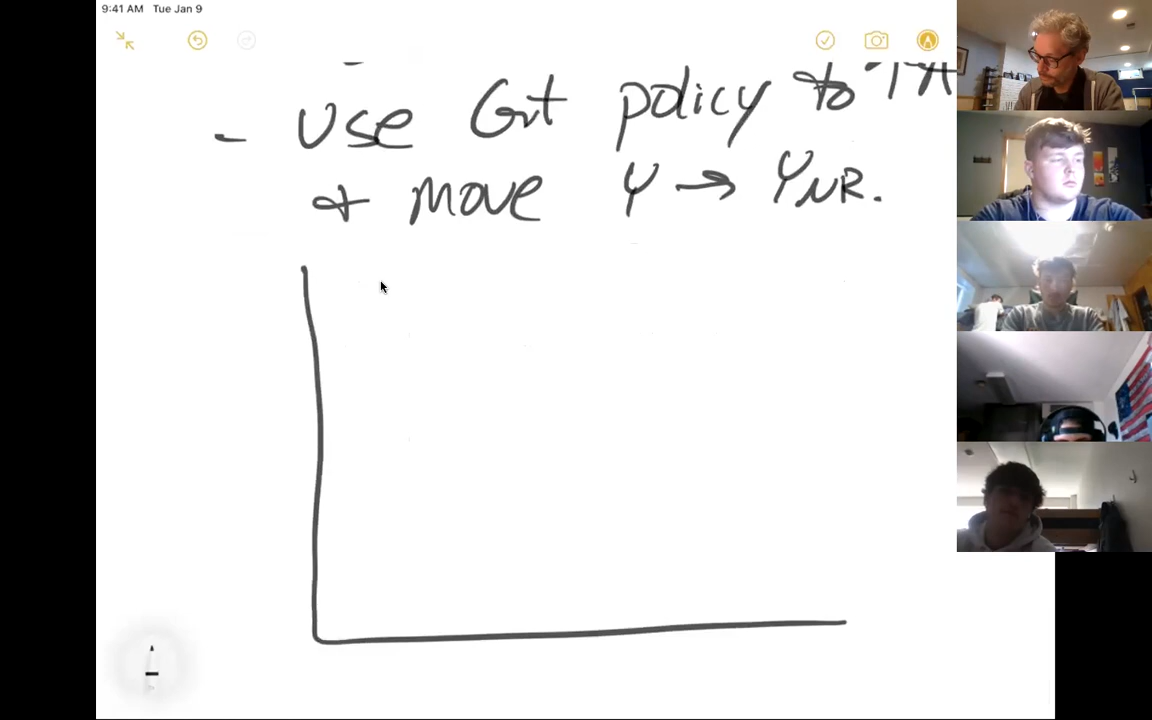 9:41 AM Tue Jan 9
- Use Gvt policy to
+ Move Y → YNR.